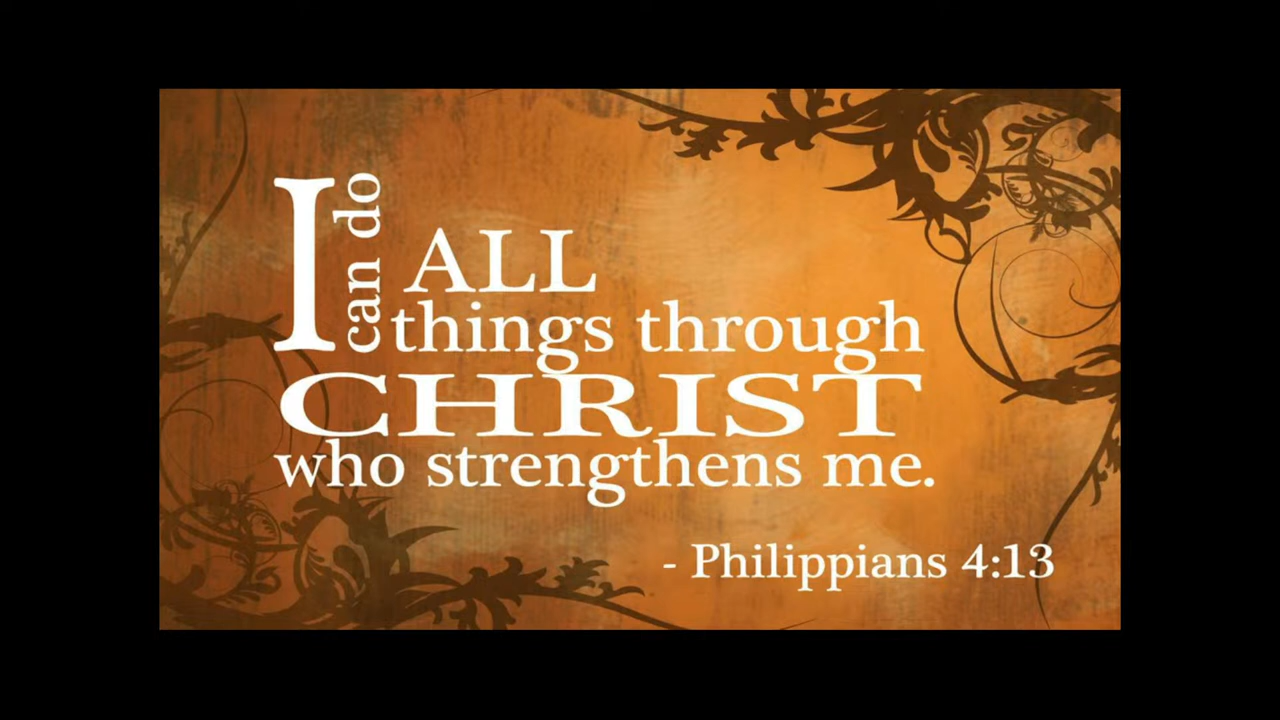 I can do ALL
things through
CHRIST
who strengthens me.
- Philippians 4:13